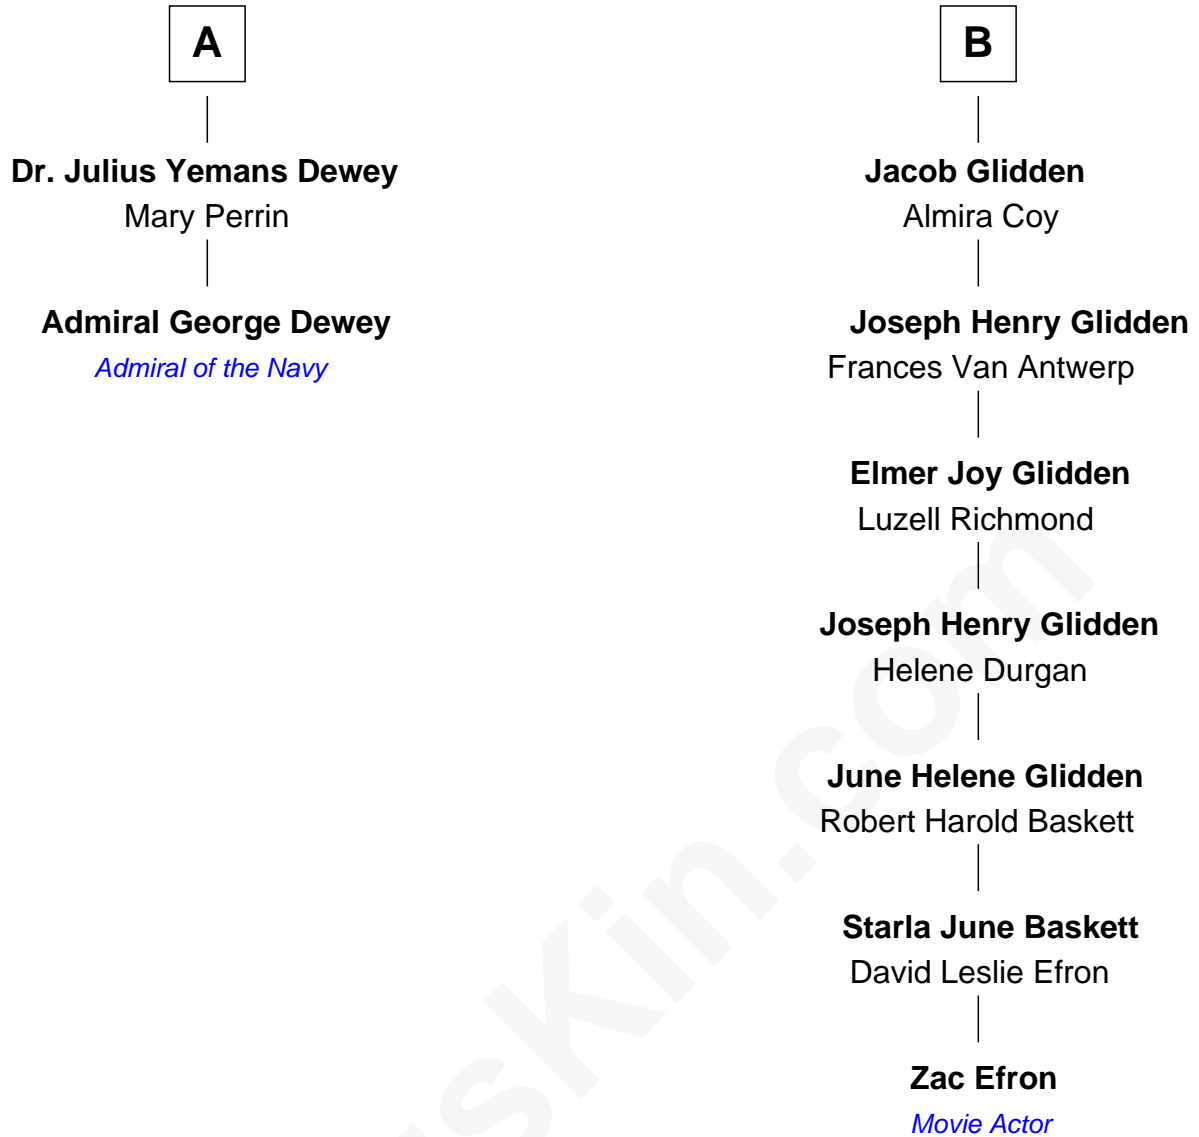 A
Dr. Julius Yemans Dewey
Mary Perrin
Admiral George Dewey
Admiral of the Navy
B
Jacob Glidden
Almira Coy
Joseph Henry Glidden
Frances Van Antwerp
Elmer Joy Glidden
Luzell Richmond
Joseph Henry Glidden
Helene Durgan
June Helene Glidden
Robert Harold Baskett
Starla June Baskett
David Leslie Efron
Zac Efron
Movie Actor
usKin.com